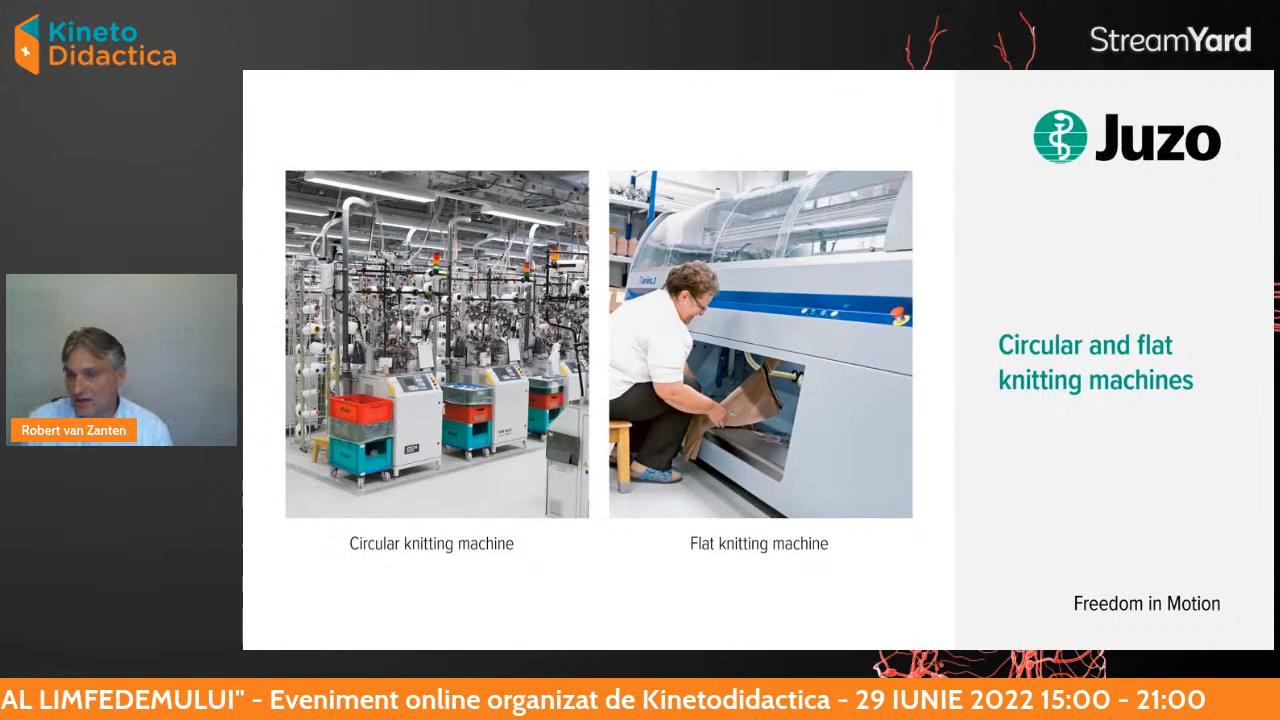 Kineto
Didactica
StreamYard
Juzo
Circular and flat
knitting machines
Robert van Zanten
Circular knitting machine
Flat knitting machine
Freedom in Motion
AL LIMFEDEMULUI" - Eveniment online organizat de Kinetodidactica - 29 IUNIE 2022 15:00 - 21:00